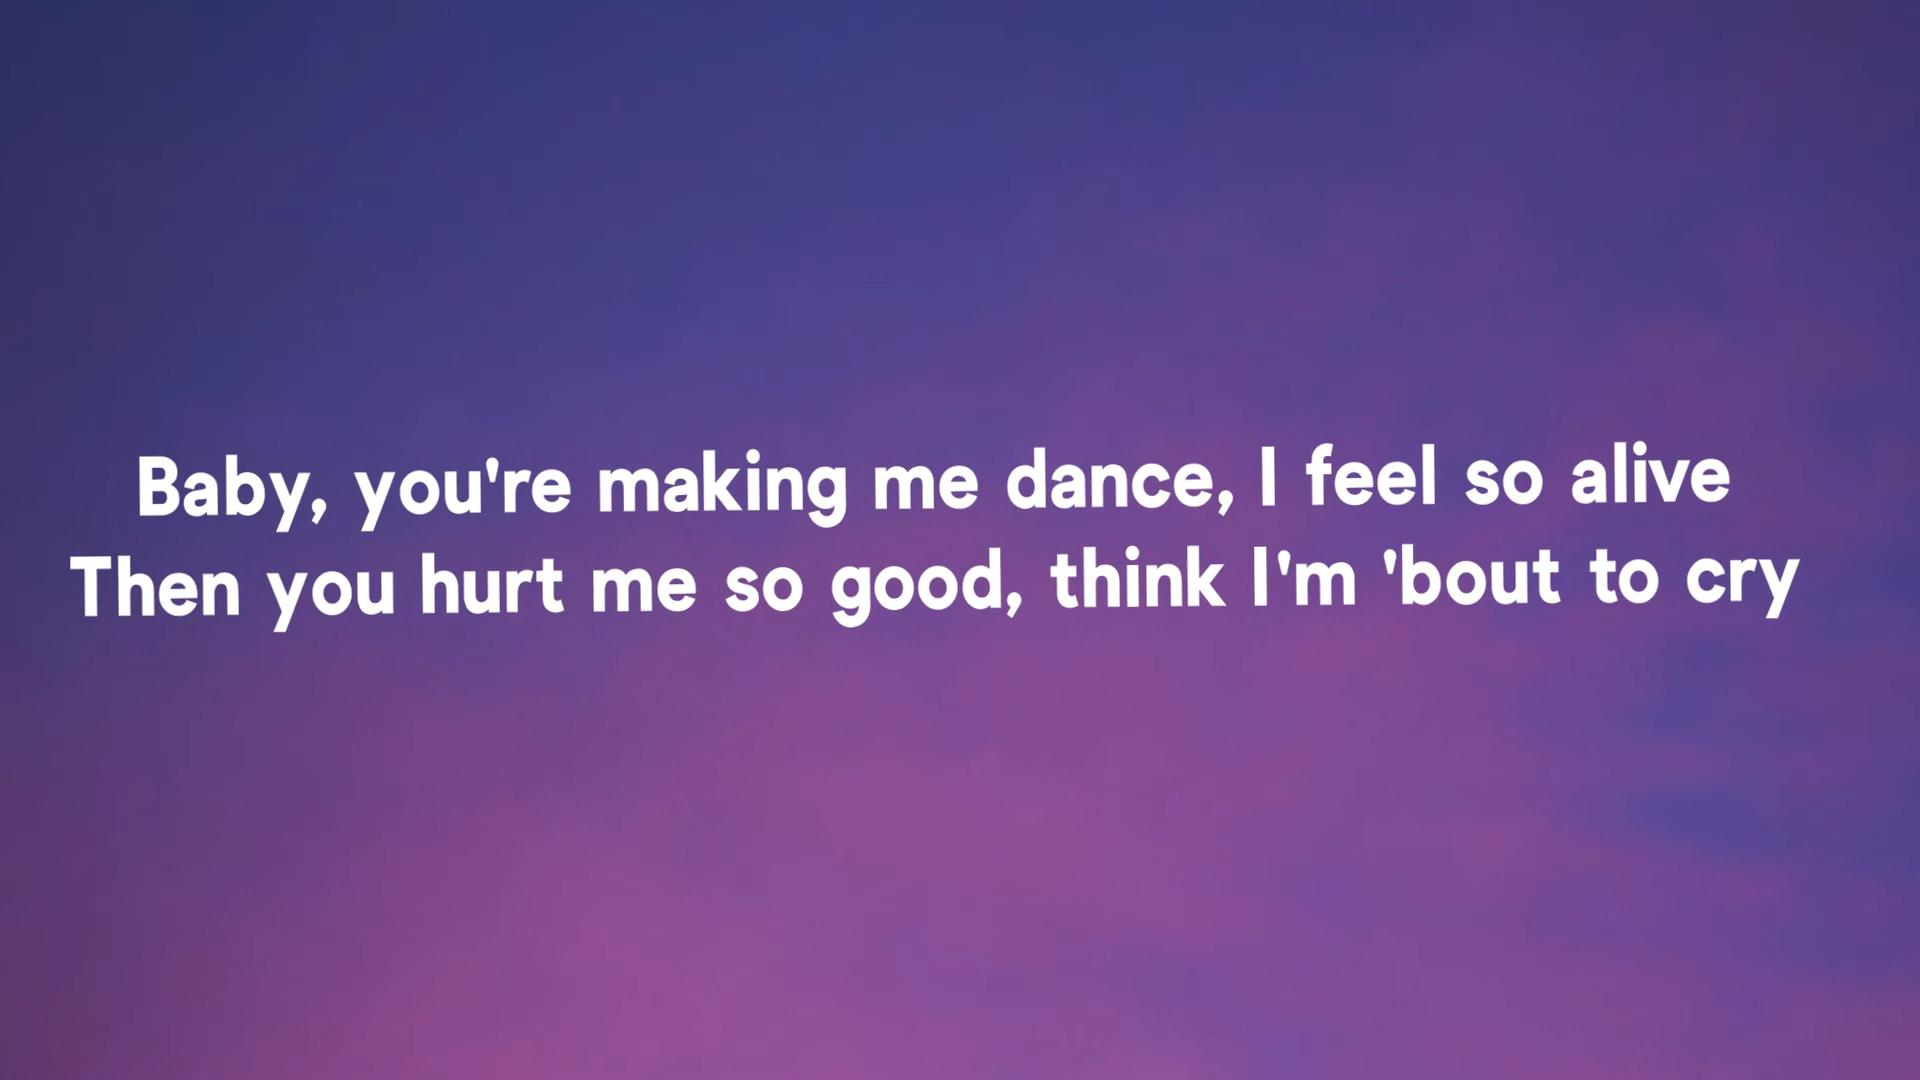 Baby, you're making me dance, I feel so alive
Then you hurt me so good, think I'm 'bout to cry